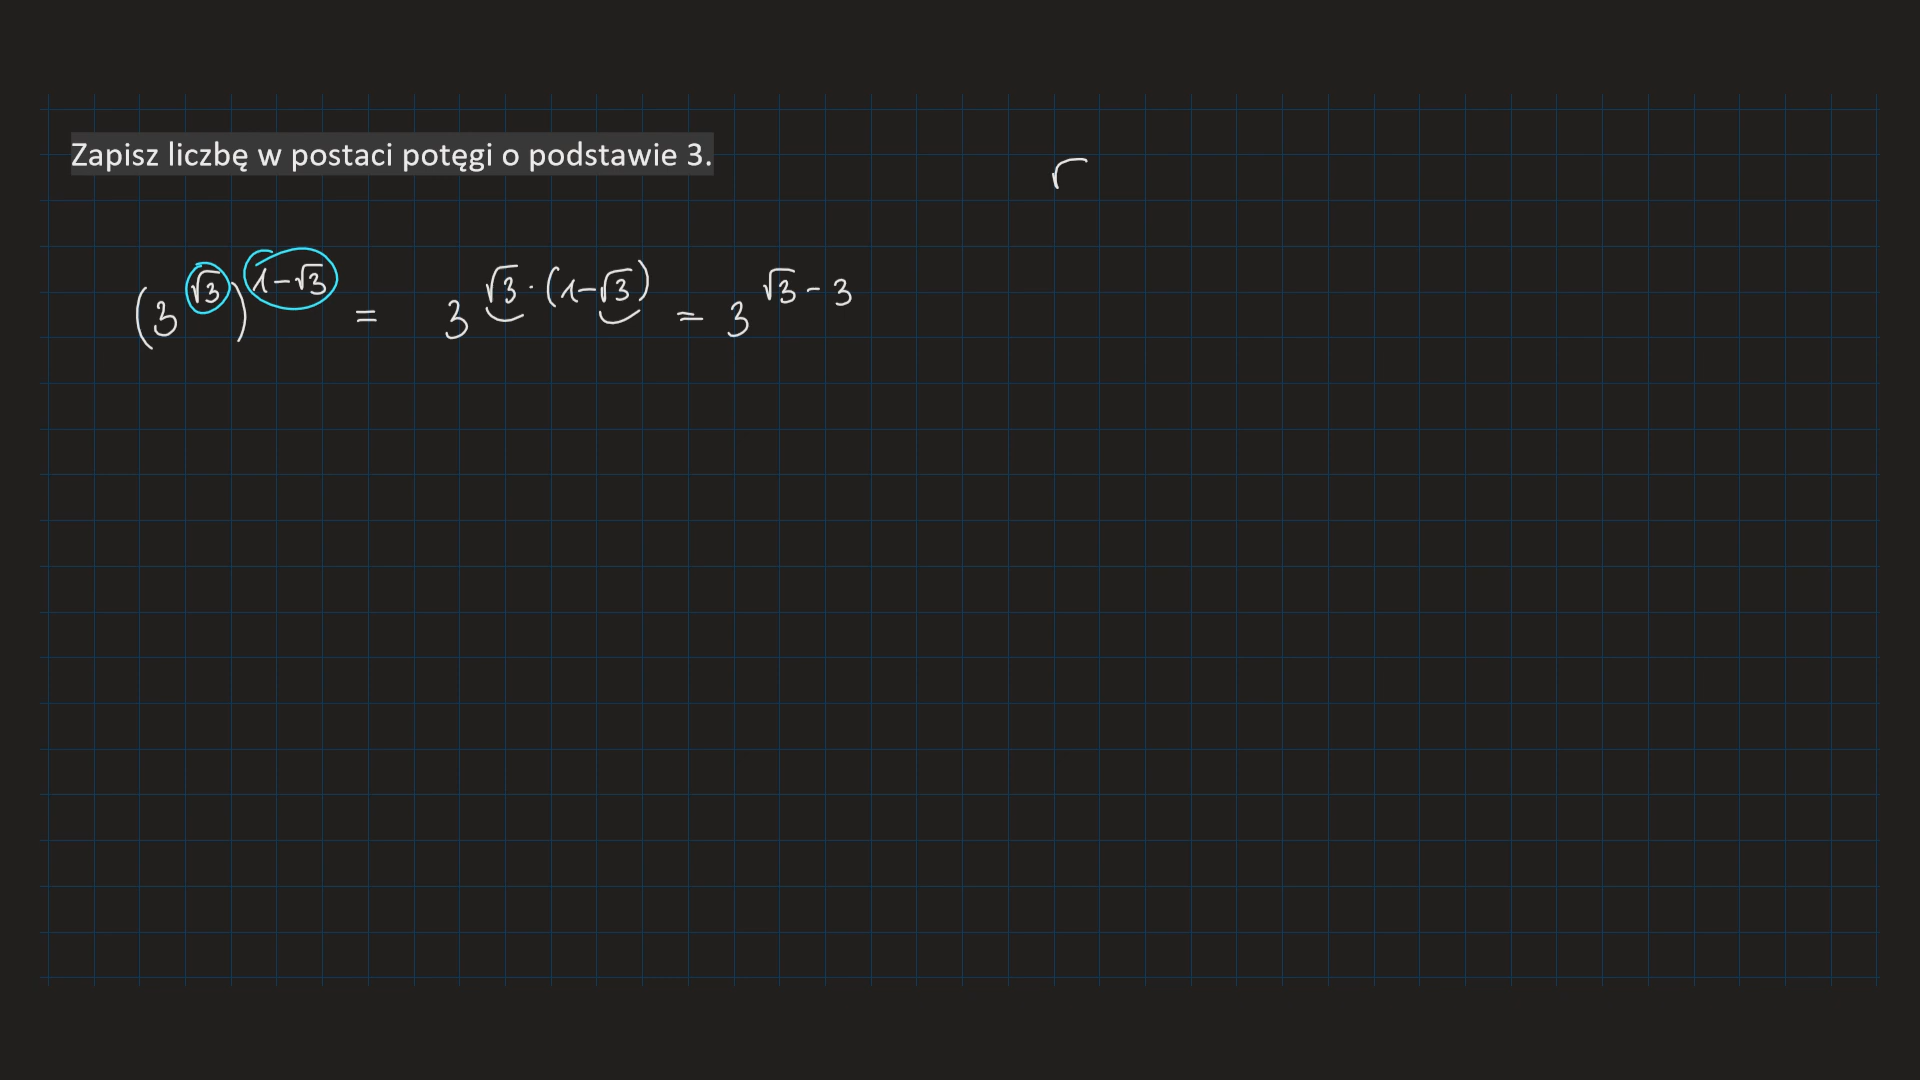 Zapisz liczbę w postaci potęgi o podstawie 3.
(3^√3)^(1-√3) = 3^(√3·(1-√3)) = 3^(√3-3)